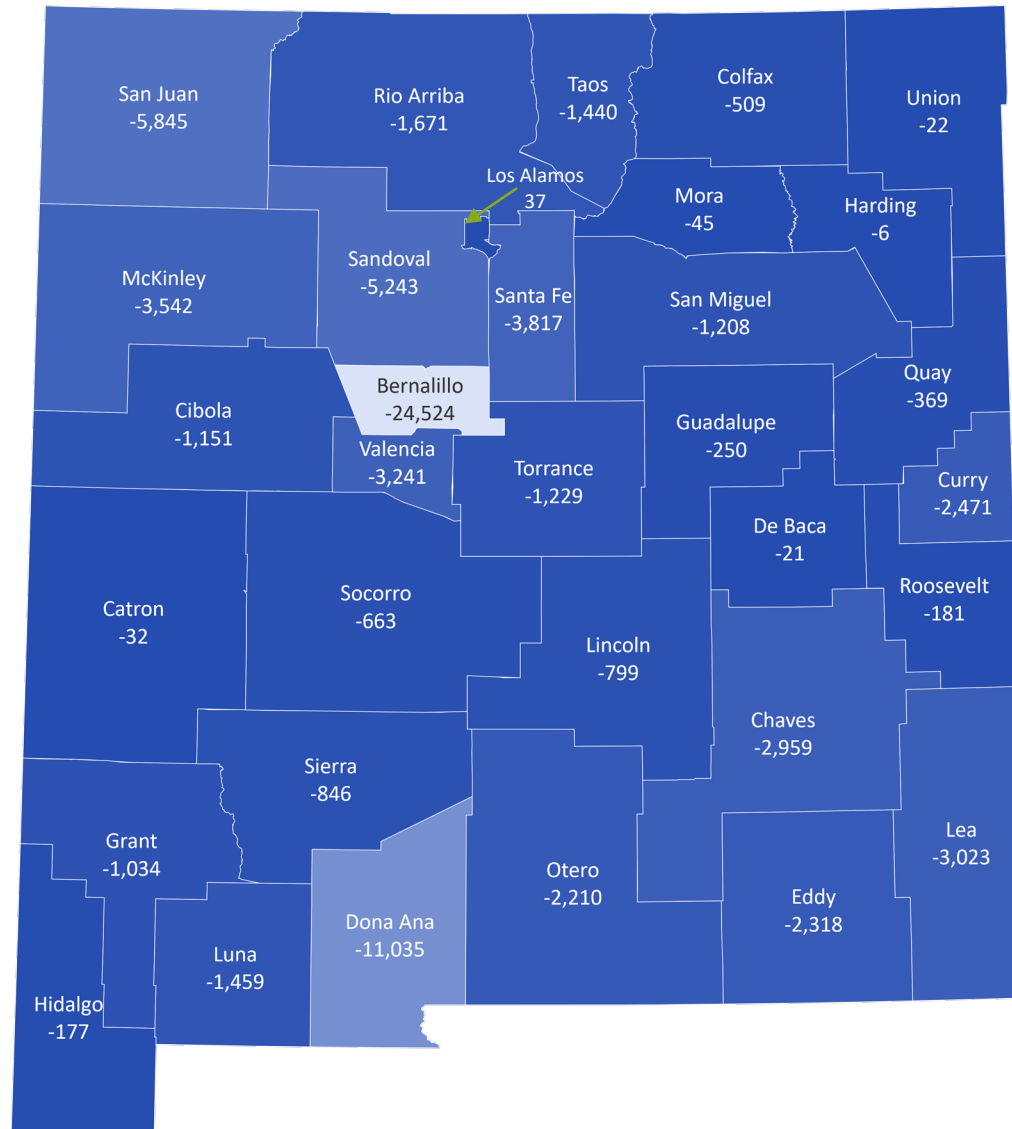 San Juan
-5,845
Rio Arriba
-1,671
Taos
-1,440
Colfax
-509
Union
-22
Los Alamos
37
Mora
-45
Harding
-6
McKinley
-3,542
Sandoval
-5,243
Santa Fe
-3,817
San Miguel
-1,208
Bernalillo
-24,524
Quay
-369
Cibola
-1,151
Valencia
-3,241
Torrance
-1,229
Guadalupe
-250
Curry
-2,471
De Baca
-21
Catron
-32
Socorro
-663
Roosevelt
-181
Lincoln
-799
Chaves
-2,959
Sierra
-846
Grant
-1,034
Otero
-2,210
Eddy
-2,318
Lea
-3,023
Dona Ana
-11,035
Luna
-1,459
Hidalgo
-177